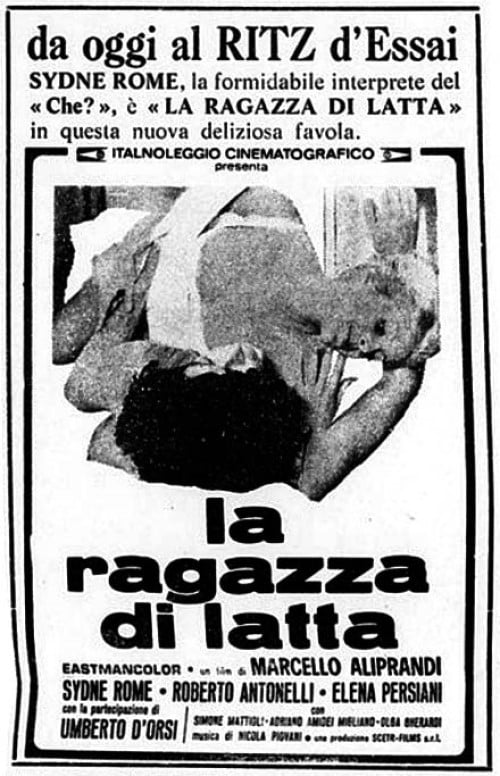 da oggi al RITZ d'Essai
SYDNE ROME, la formidabile interprete del
« Che? », è « LA RAGAZZA DI LATTA »
in questa nuova deliziosa favola.
ITALNOLEGGIO CINEMATOGRAFICO
presenta
la
ragazza
di latta
EASTMANCOLOR • un film di MARCELLO ALIPRANDI
SYDNE ROME • ROBERTO ANTONELLI • ELENA PERSIANI
con la partecipazione di
UMBERTO D'ORSI
con
SIMONE MATTIOLI • ADRIANO AMIDEI MIGLIANO • OLGA GHERARDI
musica di NICOLA PIOVANI e una produzione SCETR-FILMS s.r.l.